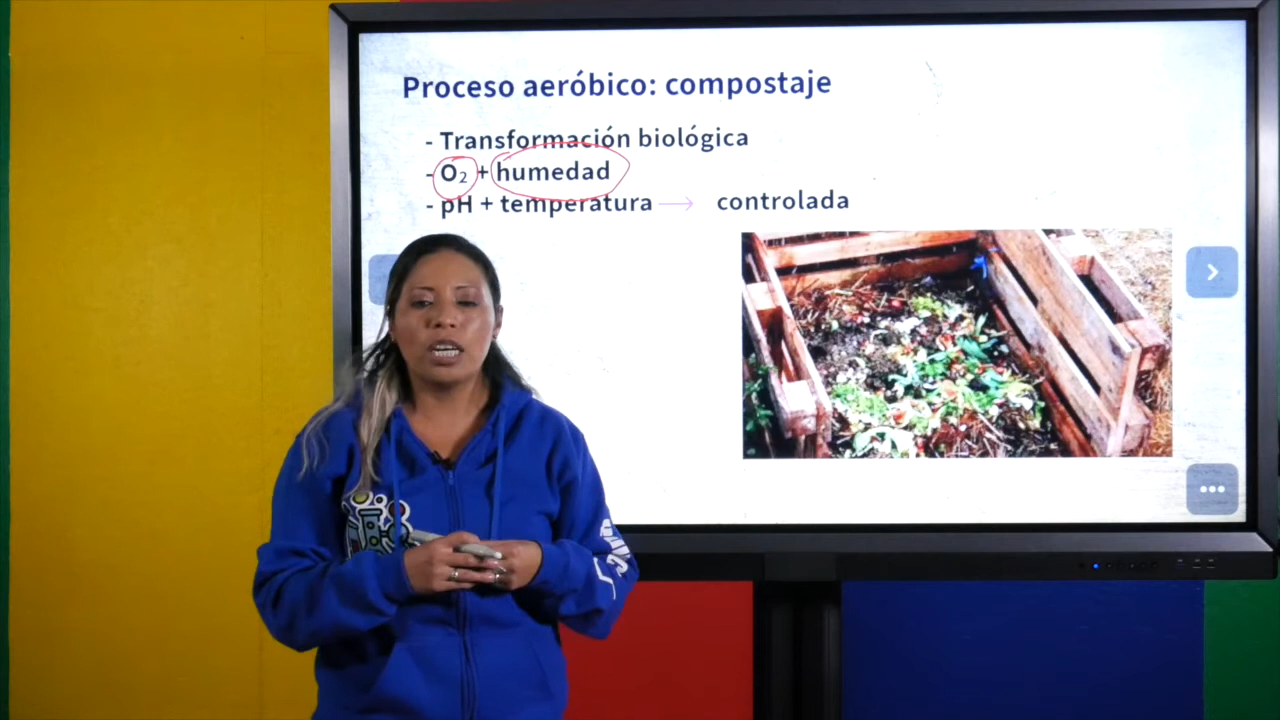 Proceso aeróbico: compostaje
- Transformación biológica
- O₂ + humedad
- pH + temperatura → controlada